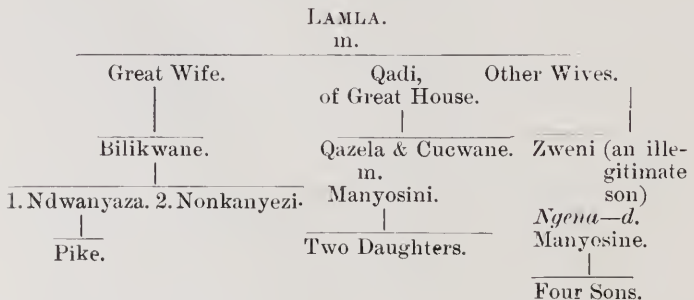 LAMLA.
m.
Great Wife. Qadi, Other Wives.
of Great House.
Bilikwane. Qazela & Cucwane. Zweni (an ille-
m. gitimate
1. Ndwanyaza. 2. Nonkanyezi. Manyosini. son)
Ngena—d.
Pike. Two Daughters. Manyosine.
Four Sons.